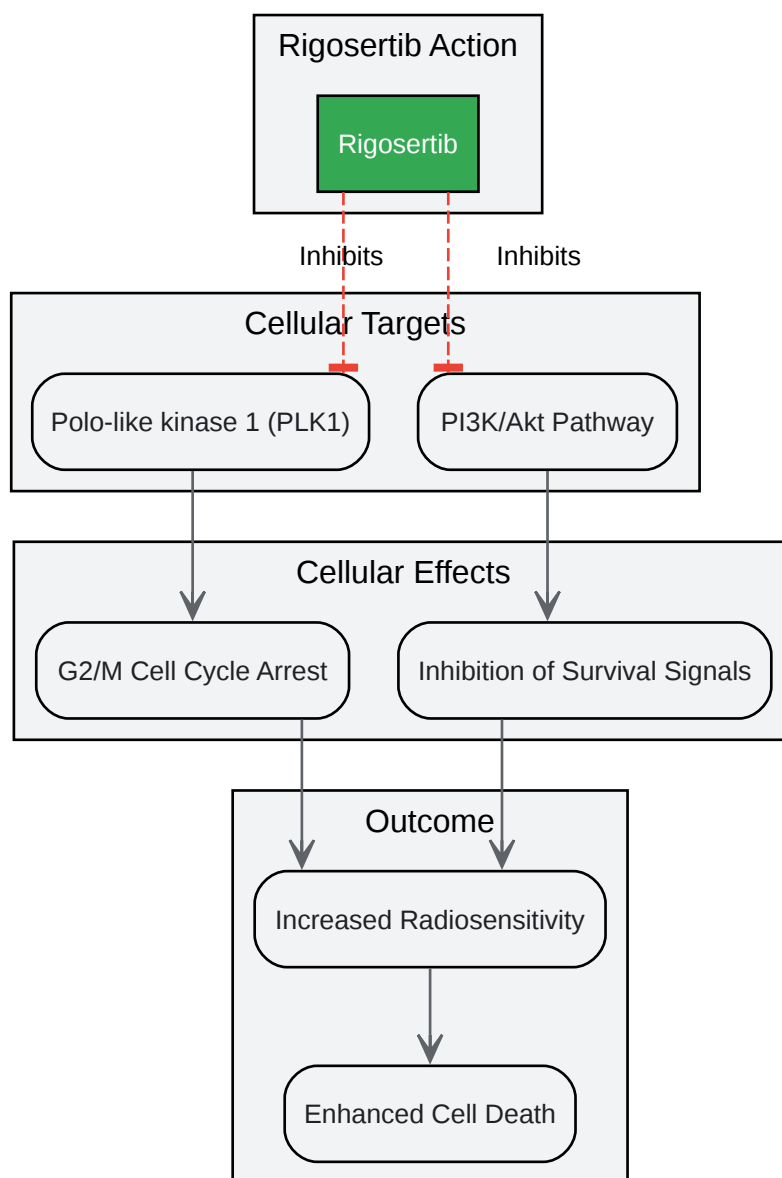 Rigosertib Action
Rigosertib
Inhibits
Inhibits
Cellular Targets
Polo-like kinase 1 (PLK1)
PI3K/Akt Pathway
Cellular Effects
G2/M Cell Cycle Arrest
Inhibition of Survival Signals
Outcome
Increased Radiosensitivity
Enhanced Cell Death